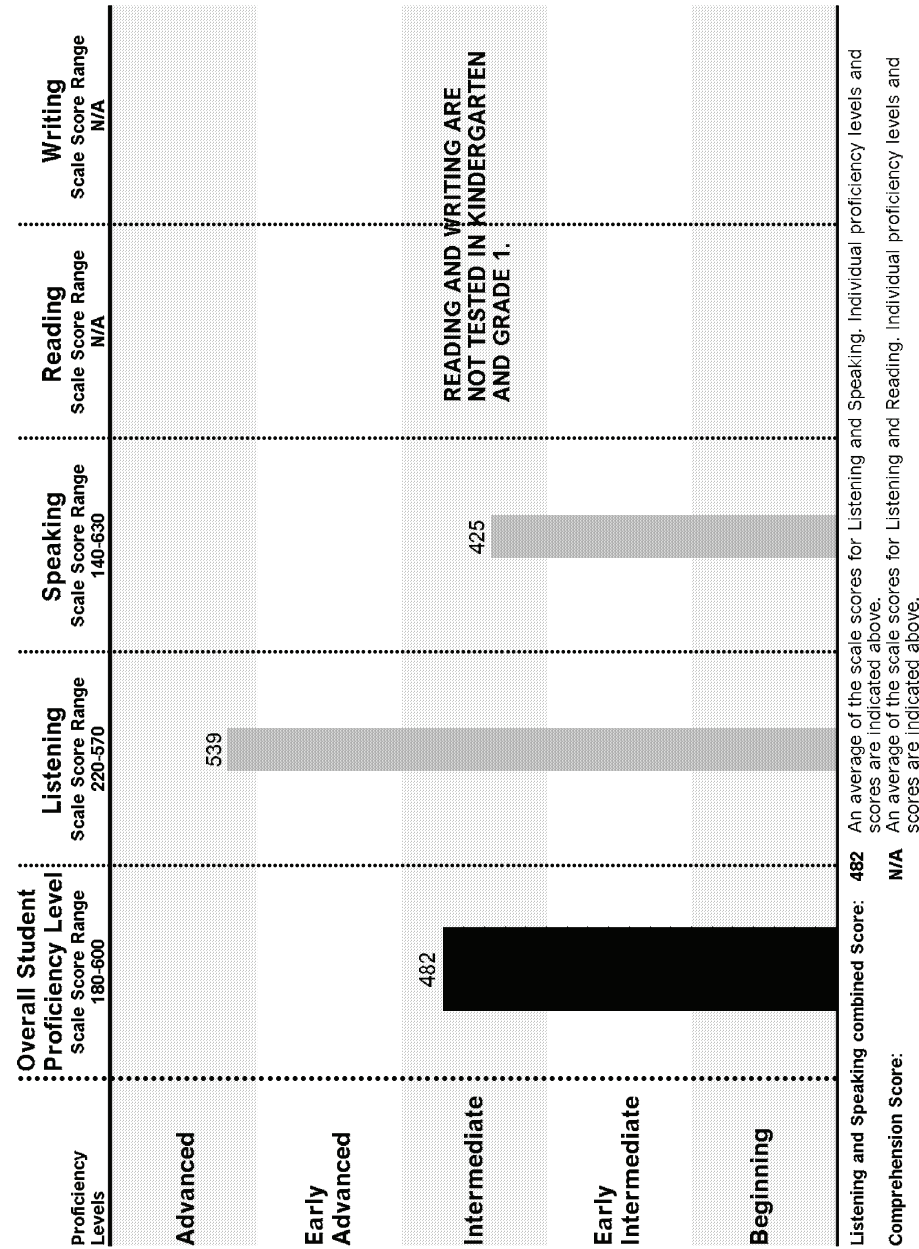 Proficiency
Levels
Overall Student
Proficiency Level
Scale Score Range
180-600
Listening
Scale Score Range
220-570
Speaking
Scale Score Range
140-630
Reading
Scale Score Range
N/A
Writing
Scale Score Range
N/A
Advanced
539
Early
Advanced
482
Intermediate
425
READING AND WRITING ARE
NOT TESTED IN KINDERGARTEN
AND GRADE 1.
Early
Intermediate
Beginning
Listening and Speaking combined Score: 482 An average of the scale scores for Listening and Speaking. Individual proficiency levels and
scores are indicated above.
Comprehension Score: N/A An average of the scale scores for Listening and Reading. Individual proficiency levels and
scores are indicated above.